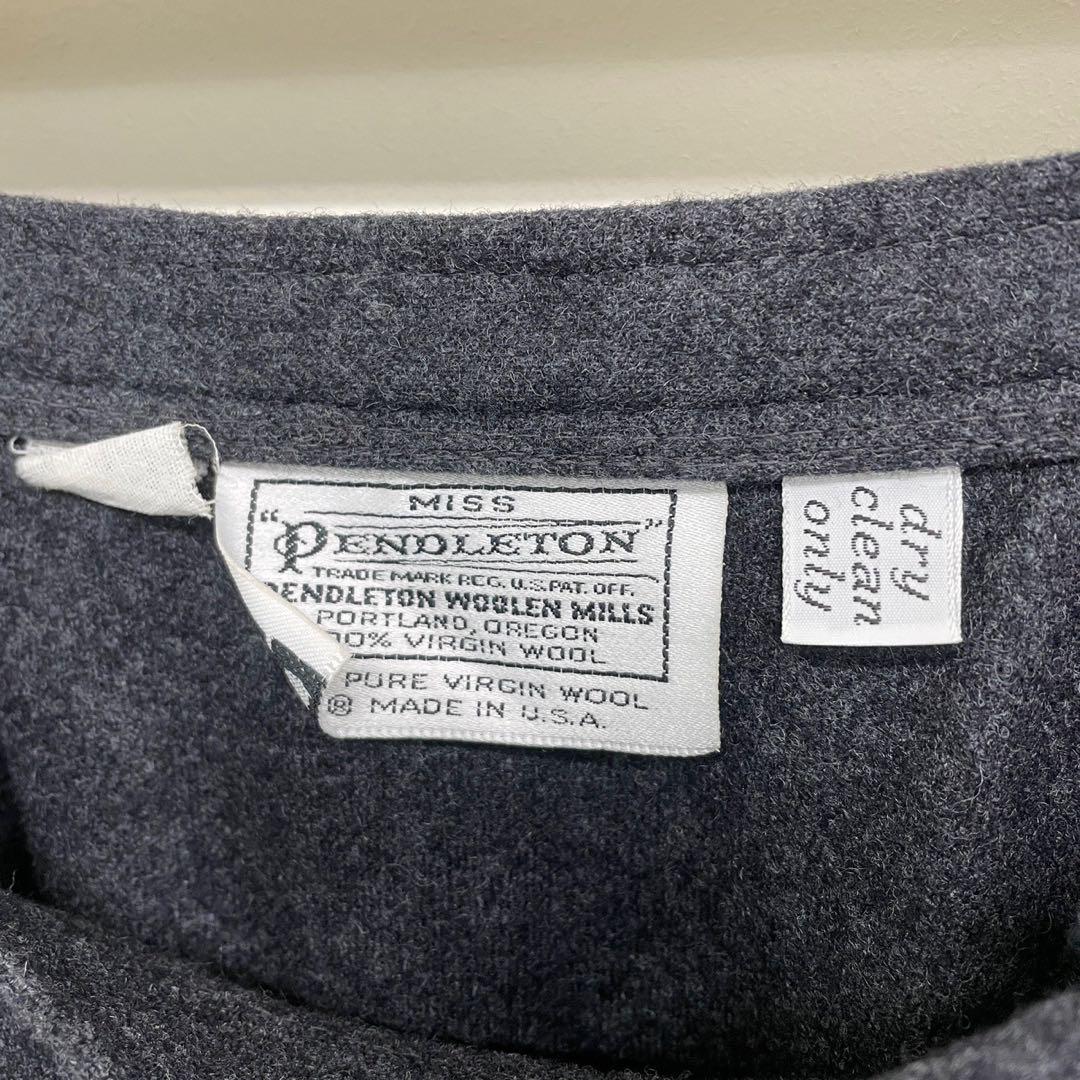 MISS
"PENDLETON"
TRADE MARK REG. U.S. PAT. OFF.
PENDLETON WOOLEN MILLS
PORTLAND, OREGON
00% VIRGIN WOOL
PURE VIRGIN WOOL
® MADE IN U.S.A.
dry
clean
only